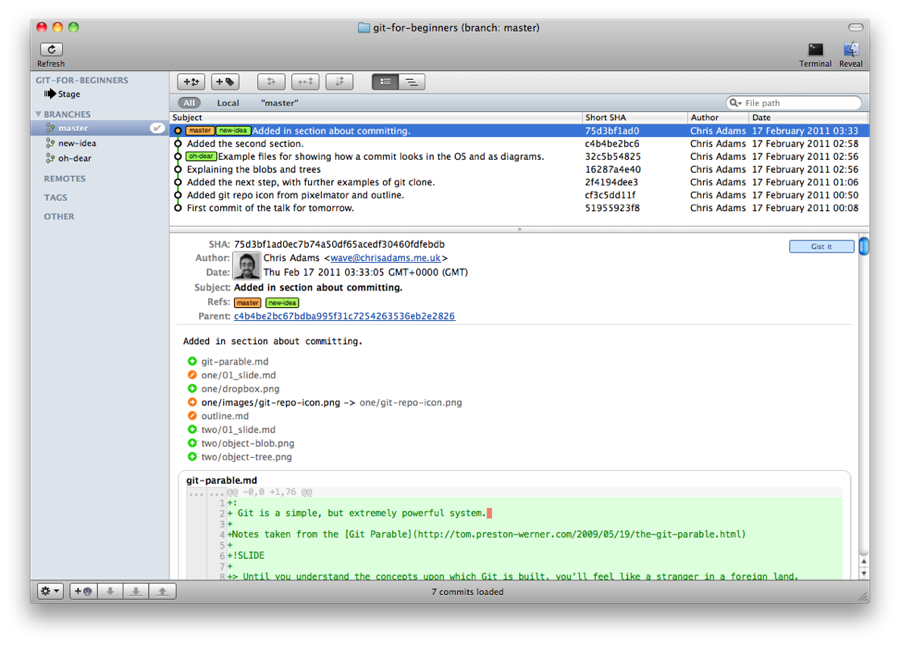 git-for-beginners (branch: master)
Refresh
Terminal Reveal
GIT-FOR-BEGINNERS
Stage
BRANCHES
master
new-idea
oh-dear
REMOTES
TAGS
OTHER
All Local "master" File path
Subject Short SHA Author Date
master new-idea Added in section about committing. 75d3bf1ad0 Chris Adams 17 February 2011 03:33
Added the second section. c4b4be2bc6 Chris Adams 17 February 2011 02:58
oh-dear Example files for showing how a commit looks in the OS and as diagrams. 32c5b54825 Chris Adams 17 February 2011 02:56
Explaining the blobs and trees 16287a4e40 Chris Adams 17 February 2011 02:56
Added the next step, with further examples of git clone. 2f4194dee3 Chris Adams 17 February 2011 01:06
Added git repo icon from pixelmator and outline. cf3c5dd11f Chris Adams 17 February 2011 00:50
First commit of the talk for tomorrow. 51955923f8 Chris Adams 17 February 2011 00:08
SHA: 75d3bf1ad0ec7b74a50df65acedf30460fdfebdb
Gist it
Author: Chris Adams <wave@chrisadams.me.uk>
Date: Thu Feb 17 2011 03:33:05 GMT+0000 (GMT)
Subject: Added in section about committing.
Refs: master new-idea
Parent: c4b4be2bc67bdba995f31c7254263536eb2e2826
Added in section about committing.
git-parable.md
one/01_slide.md
one/dropbox.png
one/images/git-repo-icon.png -> one/git-repo-icon.png
outline.md
two/01_slide.md
two/object-blob.png
two/object-tree.png
git-parable.md
... ... @@ -0,0 +1,76 @@
1 +:
2 + Git is a simple, but extremely powerful system.
3 +
4 +Notes taken from the [Git Parable](http://tom.preston-werner.com/2009/05/19/the-git-parable.html)
5 +
6 +!SLIDE
7 +
8 +> Until you understand the concepts upon which Git is built, you'll feel like a stranger in a foreign land.
7 commits loaded